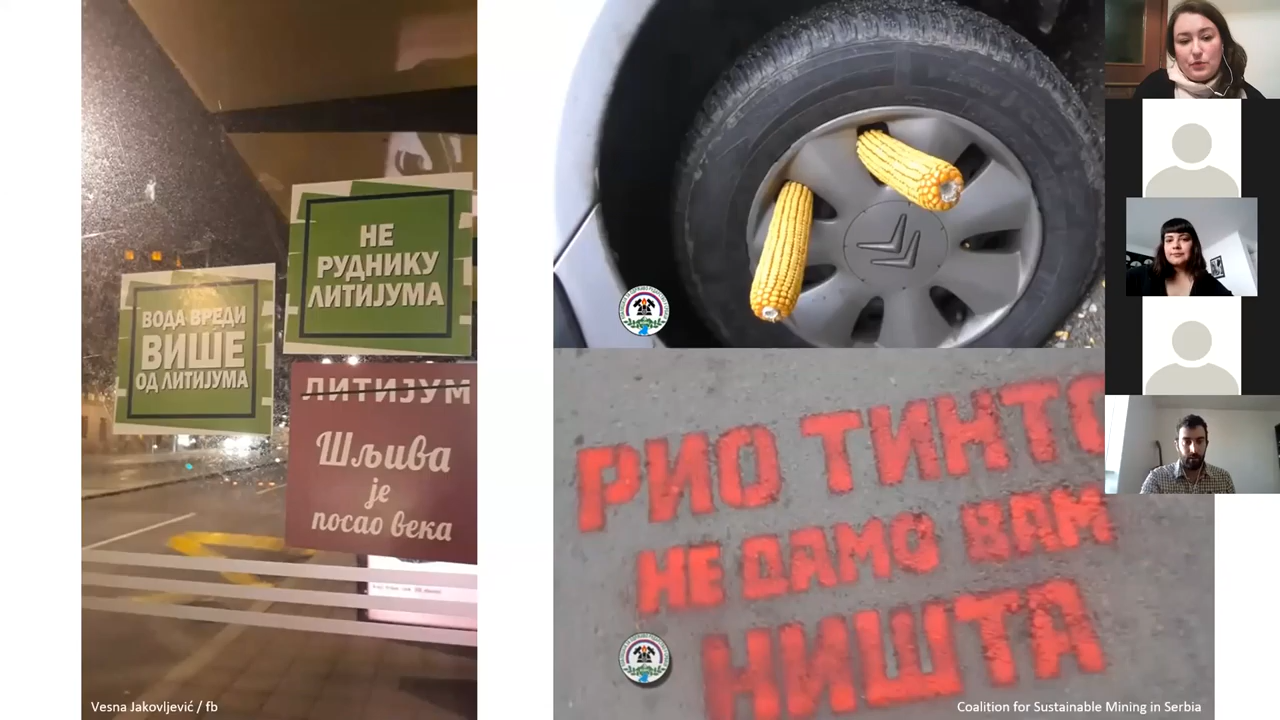 НЕ
РУДНИКУ
ЛИТИЈУМА
ВОДА ВРЕДИ
ВИШЕ
ОД ЛИТИЈУМА
ЛИТИЈУМ
Шљива
је
посао века
РИО ТИНТО
НЕ ДАМО ВАМ
НИШТА
Vesna Jakovljević / fb
Coalition for Sustainable Mining in Serbia